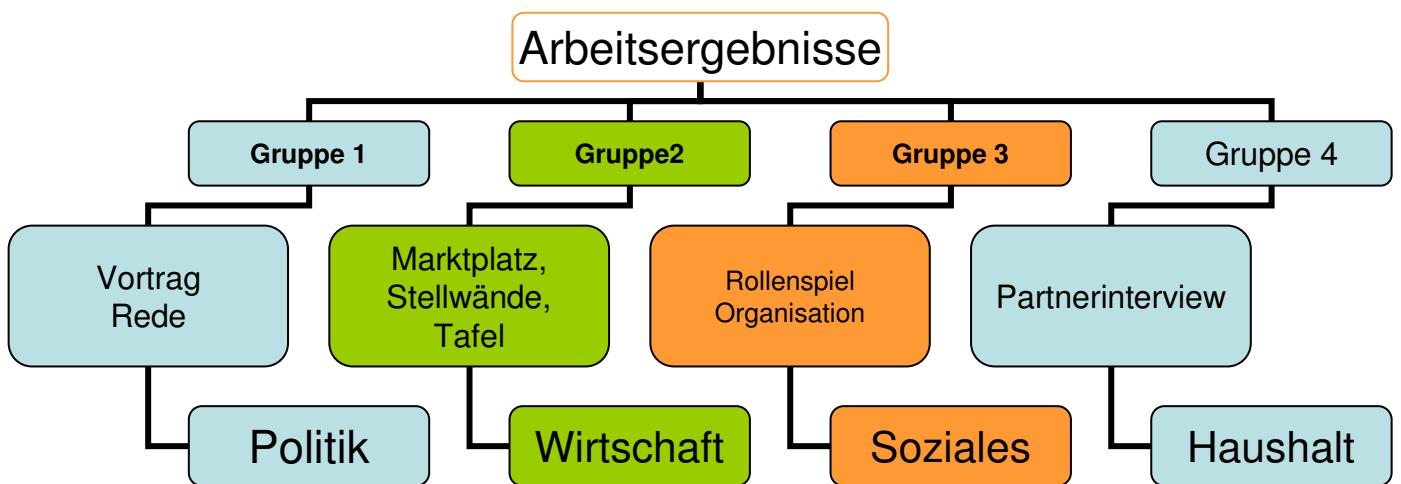 Arbeitsergebnisse
Gruppe 1
Gruppe2
Gruppe 3
Gruppe 4
Vortrag
Rede
Marktplatz,
Stellwände,
Tafel
Rollenspiel
Organisation
Partnerinterview
Politik
Wirtschaft
Soziales
Haushalt